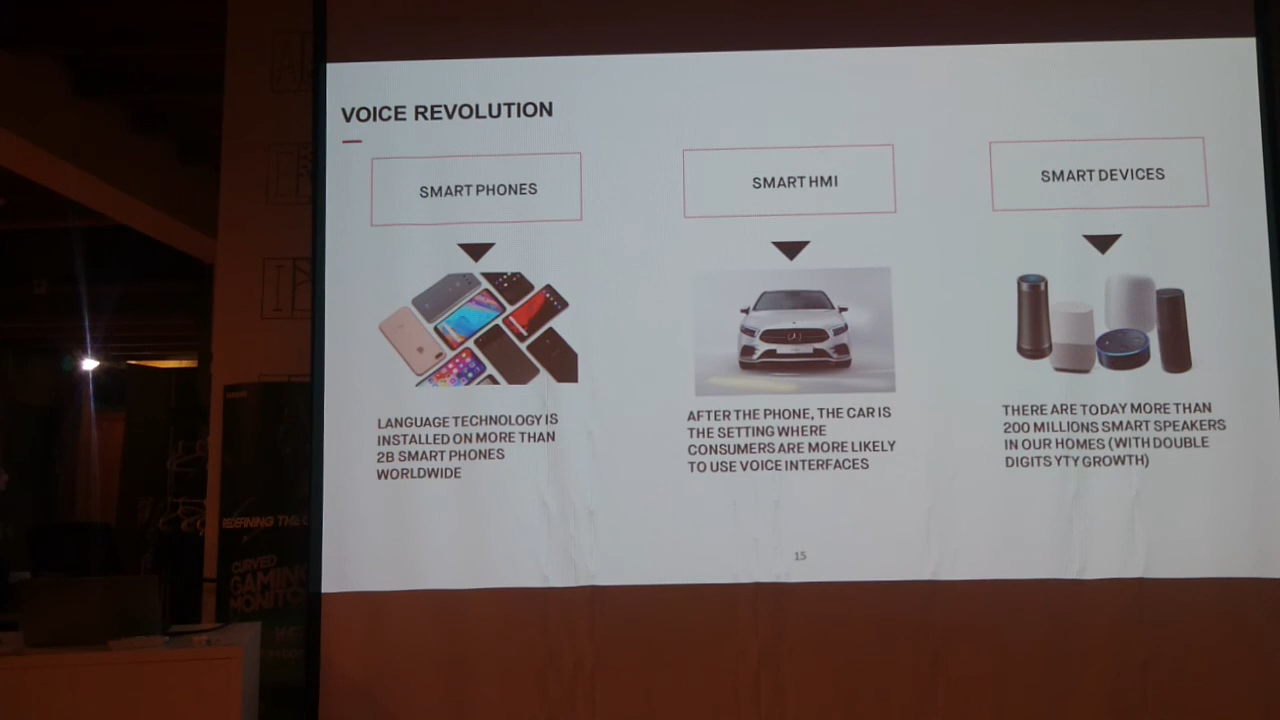 VOICE REVOLUTION
SMART PHONES
SMART HMI
SMART DEVICES
LANGUAGE TECHNOLOGY IS
INSTALLED ON MORE THAN
2B SMART PHONES
WORLDWIDE
AFTER THE PHONE, THE CAR IS
THE SETTING WHERE
CONSUMERS ARE MORE LIKELY
TO USE VOICE INTERFACES
THERE ARE TODAY MORE THAN
200 MILLIONS SMART SPEAKERS
IN OUR HOMES (WITH DOUBLE
DIGITS YTY GROWTH)
15
REDEFINING THE
CURVED
GAMING